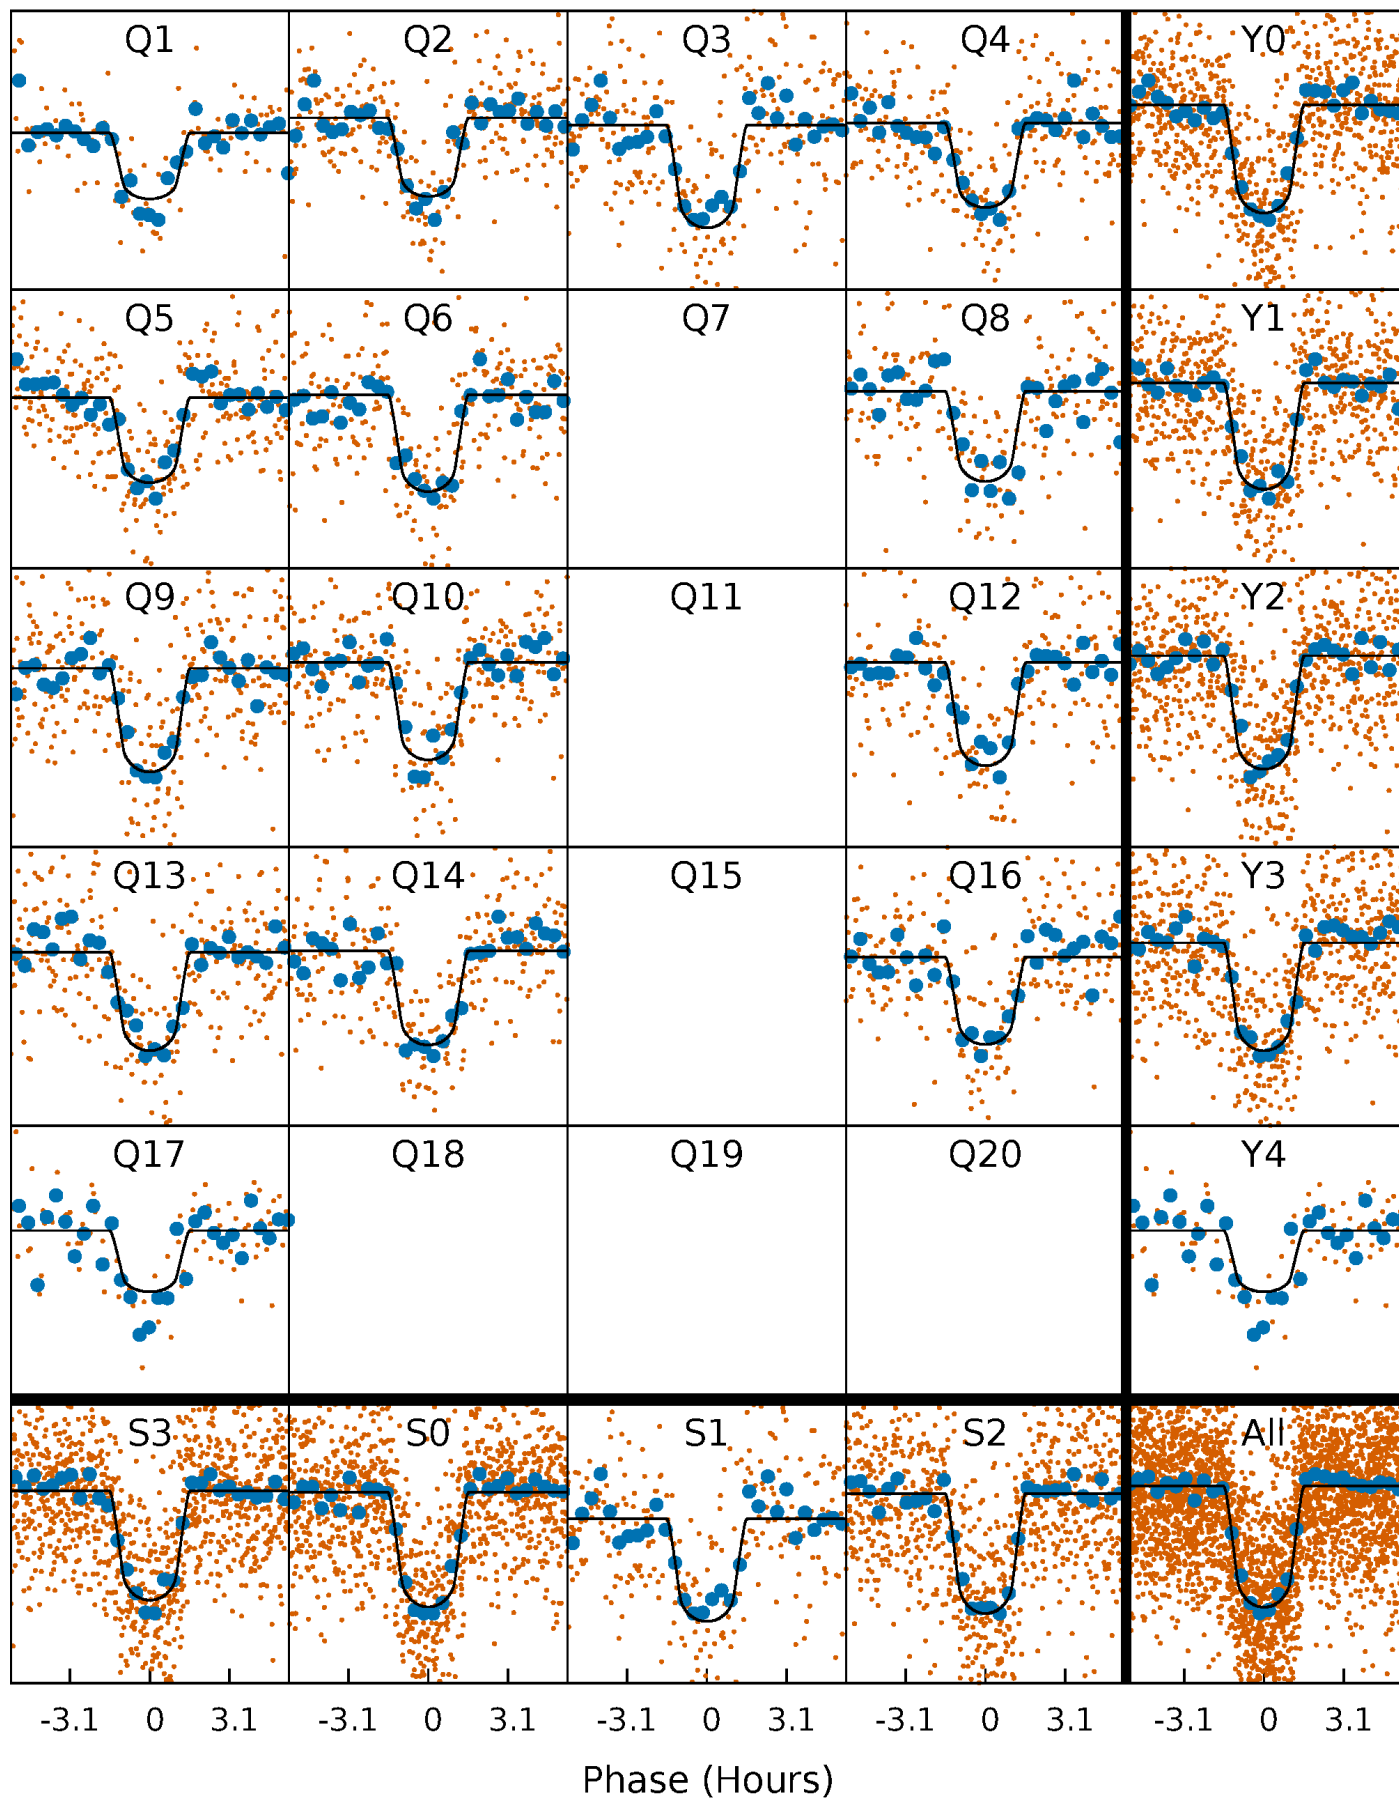 Q1 Q2 Q3 Q4 Y0
Q5 Q6 Q7 Q8 Y1
Q9 Q10 Q11 Q12 Y2
Q13 Q14 Q15 Q16 Y3
Q17 Q18 Q19 Q20 Y4
S3 S0 S1 S2 All
-3.1 0 3.1 -3.1 0 3.1 -3.1 0 3.1 -3.1 0 3.1 -3.1 0 3.1
Phase (Hours)